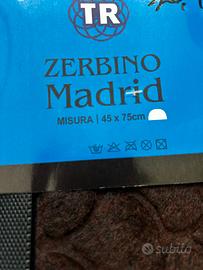 TR
ZERBINO
Madrid
MISURA | 45 x 75cm
subito